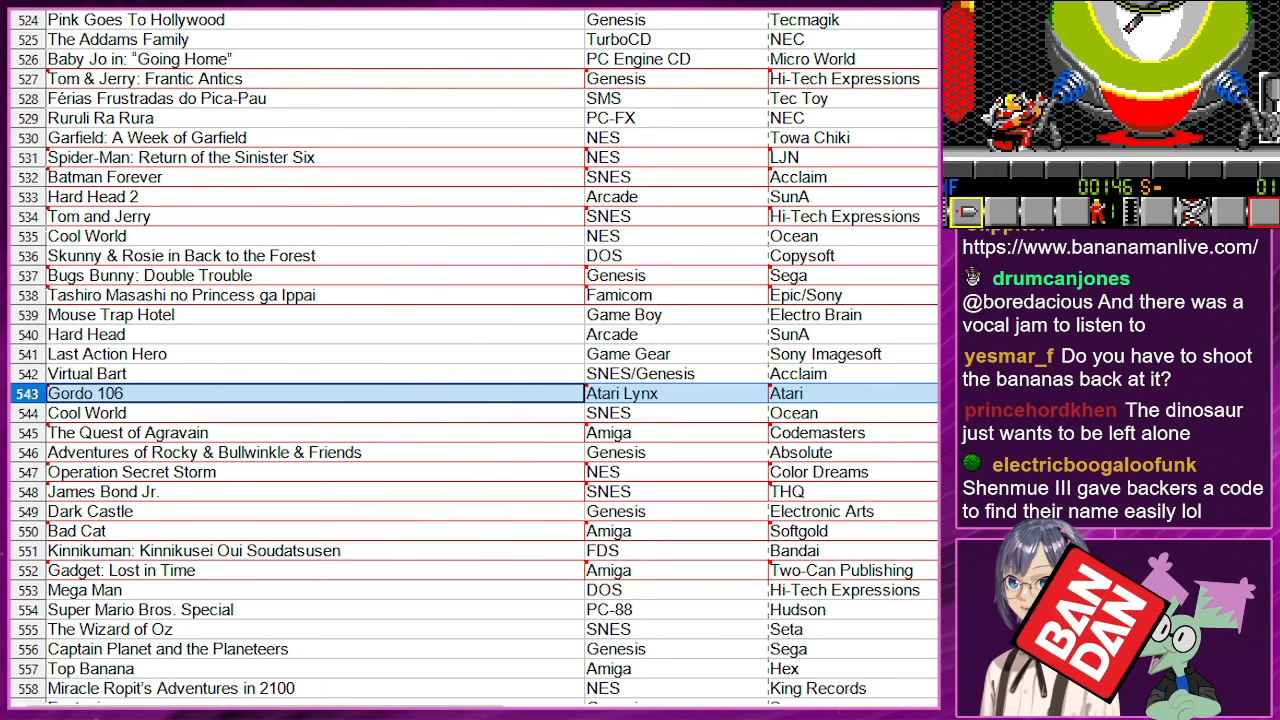 524 Pink Goes To Hollywood Genesis Tecmagik
525 The Addams Family TurboCD NEC
526 Baby Jo in: “Going Home” PC Engine CD Micro World
527 Tom & Jerry: Frantic Antics Genesis Hi-Tech Expressions
528 Férias Frustradas do Pica-Pau SMS Tec Toy
529 Ruruli Ra Rura PC-FX NEC
530 Garfield: A Week of Garfield NES Towa Chiki
531 Spider-Man: Return of the Sinister Six NES LJN
532 Batman Forever SNES Acclaim
533 Hard Head 2 Arcade SunA
534 Tom and Jerry SNES Hi-Tech Expressions
535 Cool World NES Ocean
536 Skunny & Rosie in Back to the Forest DOS Copysoft
537 Bugs Bunny: Double Trouble Genesis Sega
538 Tashiro Masashi no Princess ga Ippai Famicom Epic/Sony
539 Mouse Trap Hotel Game Boy Electro Brain
540 Hard Head Arcade SunA
541 Last Action Hero Game Gear Sony Imagesoft
542 Virtual Bart SNES/Genesis Acclaim
543 Gordo 106 Atari Lynx Atari
544 Cool World SNES Ocean
545 The Quest of Agravain Amiga Codemasters
546 Adventures of Rocky & Bullwinkle & Friends Genesis Absolute
547 Operation Secret Storm NES Color Dreams
548 James Bond Jr. SNES THQ
549 Dark Castle Genesis Electronic Arts
550 Bad Cat Amiga Softgold
551 Kinnikuman: Kinnikusei Oui Soudatsusen FDS Bandai
552 Gadget: Lost in Time Amiga Two-Can Publishing
553 Mega Man DOS Hi-Tech Expressions
554 Super Mario Bros. Special PC-88 Hudson
555 The Wizard of Oz SNES Seta
556 Captain Planet and the Planeteers Genesis Sega
557 Top Banana Amiga Hex
558 Miracle Ropit’s Adventures in 2100 NES King Records
00146 S- 01
1
https://www.bananamanlive.com/
drumcanjones
@boredacious And there was a
vocal jam to listen to
yesmar_f Do you have to shoot
the bananas back at it?
princehordkhen The dinosaur
just wants to be left alone
electricboogaloofunk
Shenmue III gave backers a code
to find their name easily lol
BAN
DAN